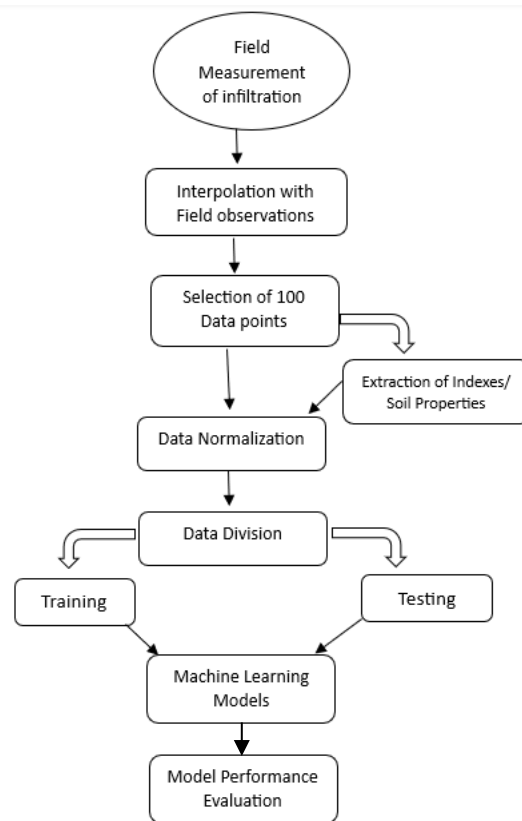 Field
Measurement
of infiltration
Interpolation with
Field observations
Selection of 100
Data points
Extraction of Indexes/
Soil Properties
Data Normalization
Data Division
Training
Testing
Machine Learning
Models
Model Performance
Evaluation